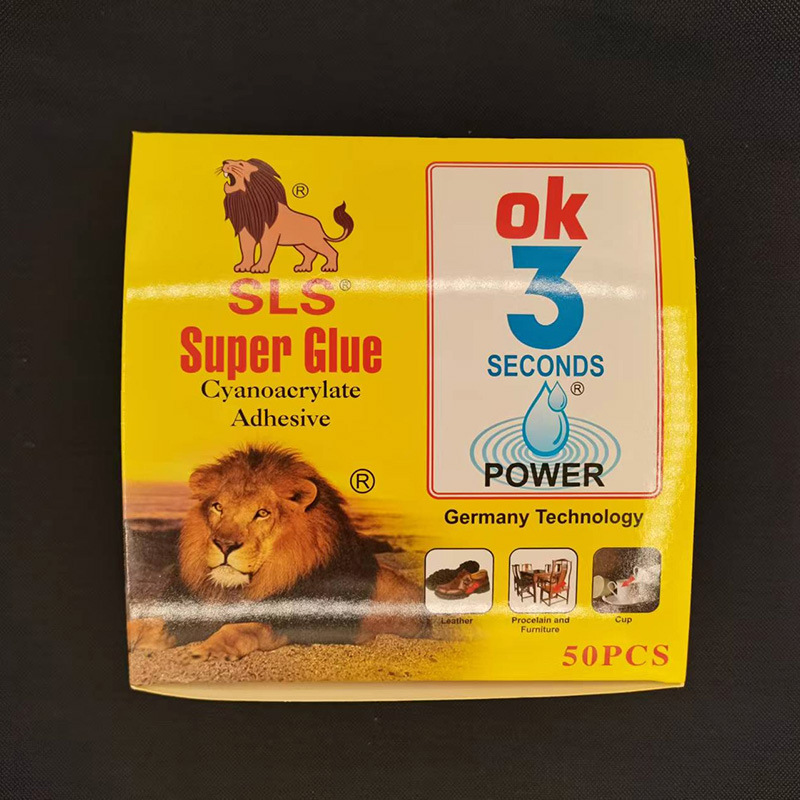 ®
SLS®
Super Glue
Cyanoacrylate
Adhesive
®
ok
3
SECONDS
®
POWER
Germany Technology
Leather
Procelain and
Furniture
Cup
50PCS